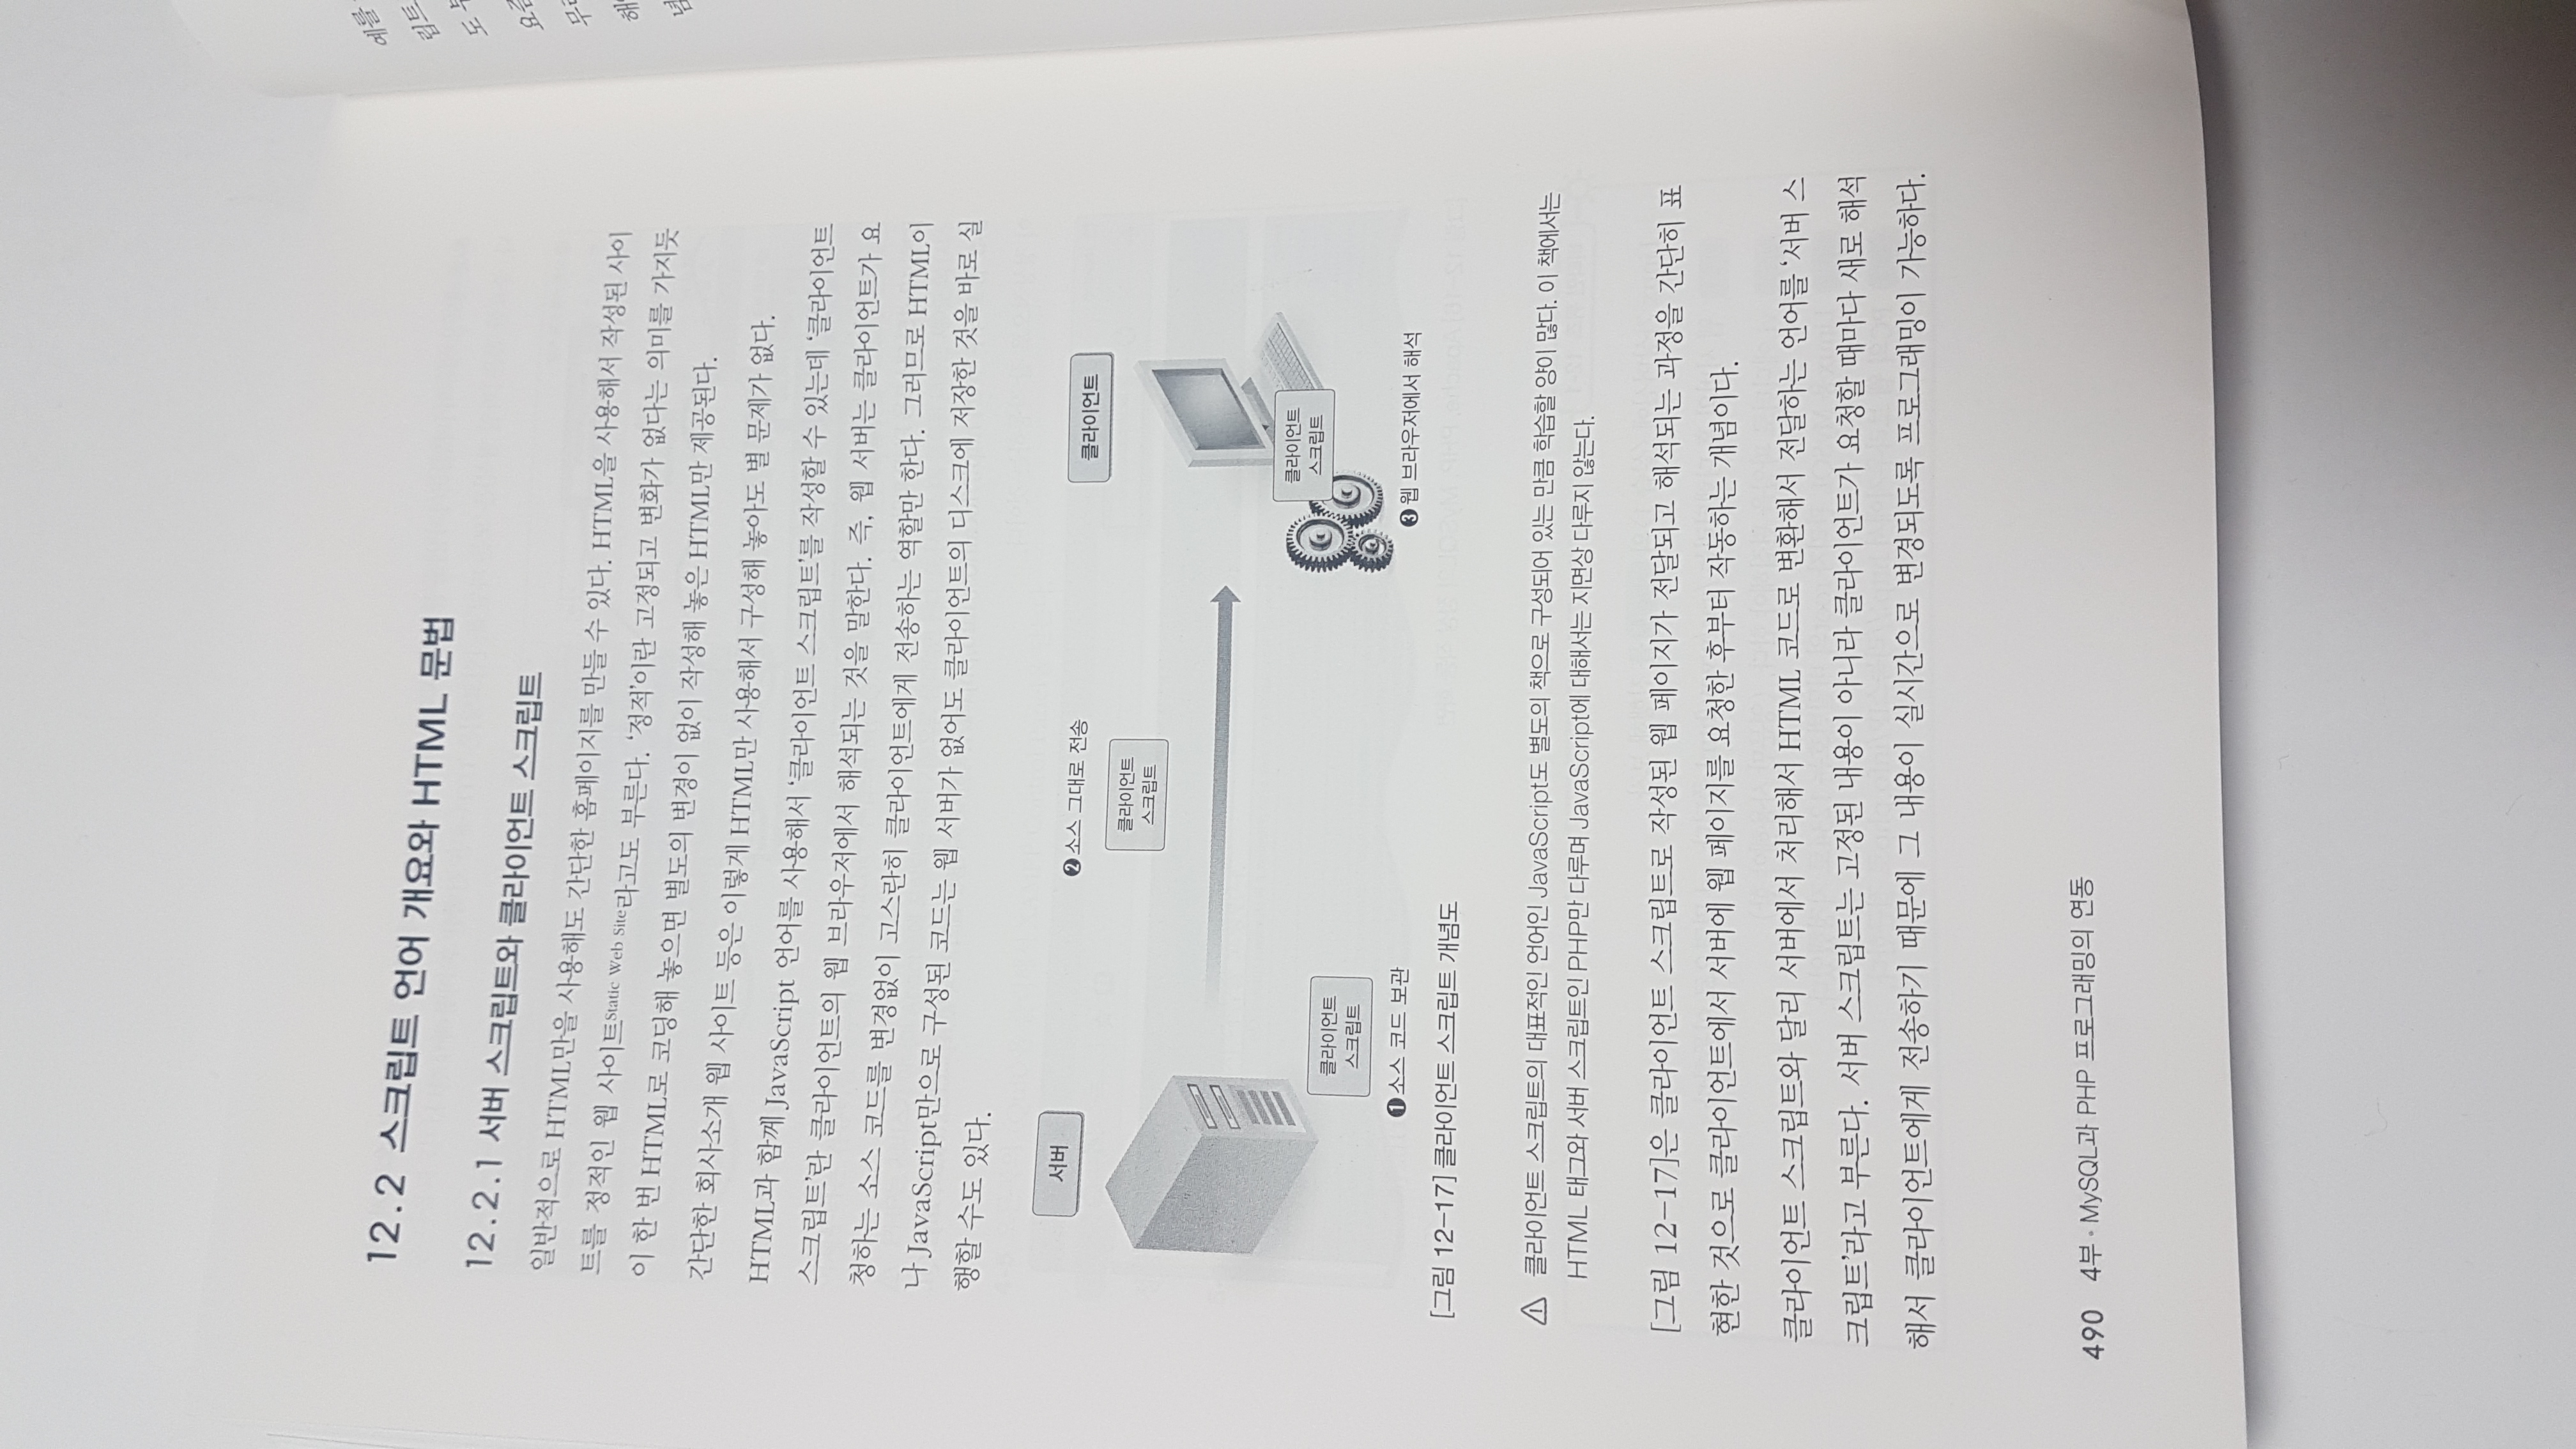 12.2 스크립트 언어 개요와 HTML 문법
12.2.1 서버 스크립트와 클라이언트 스크립트
일반적으로 HTML만을 사용해도 간단한 홈페이지를 만들 수 있다. HTML을 사용해서 작성된 사이
트를 정적인 웹 사이트Static Web Site라고도 부른다. ‘정적’이란 고정되고 변화가 없다는 의미를 가지듯
이 한 번 HTML로 코딩해 놓으면 별도의 변경이 없이 작성해 놓은 HTML만 제공된다.
간단한 회사소개 웹 사이트 등은 이렇게 HTML만 사용해서 구성해 놓아도 별 문제가 없다.
HTML과 함께 JavaScript 언어를 사용해서 ‘클라이언트 스크립트’를 작성할 수 있는데 ‘클라이언트
스크립트’란 클라이언트의 웹 브라우저에서 해석되는 것을 말한다. 즉, 웹 서버는 클라이언트가 요
청하는 소스 코드를 변경없이 고스란히 클라이언트에게 전송하는 역할만 한다. 그러므로 HTML이
나 JavaScript만으로 구성된 코드는 웹 서버가 없어도 클라이언트의 디스크에 저장한 것을 바로 실
행할 수도 있다.
서버
❷ 소스 그대로 전송
클라이언트
클라이언트
스크립트
클라이언트
스크립트
클라이언트
스크립트
❶ 소스 코드 보관
❸ 웹 브라우저에서 해석
[그림 12-17] 클라이언트 스크립트 개념도
클라이언트 스크립트의 대표적인 언어인 JavaScript도 별도의 책으로 구성되어 있는 만큼 학습할 양이 많다. 이 책에서는
HTML 태그와 서버 스크립트인 PHP만 다루며 JavaScript에 대해서는 지면상 다루지 않는다.
[그림 12-17]은 클라이언트 스크립트로 작성된 웹 페이지가 전달되고 해석되는 과정을 간단히 표
현한 것으로 클라이언트에서 서버에 웹 페이지를 요청한 후부터 작동하는 개념이다.
클라이언트 스크립트와 달리 서버에서 처리해서 HTML 코드로 변환해서 전달하는 언어를 ‘서버 스
크립트’라고 부른다. 서버 스크립트는 고정된 내용이 아니라 클라이언트가 요청할 때마다 새로 해석
해서 클라이언트에게 전송하기 때문에 그 내용이 실시간으로 변경되도록 프로그래밍이 가능하다.
490 4부 · MySQL과 PHP 프로그래밍의 연동
예를
립트
도